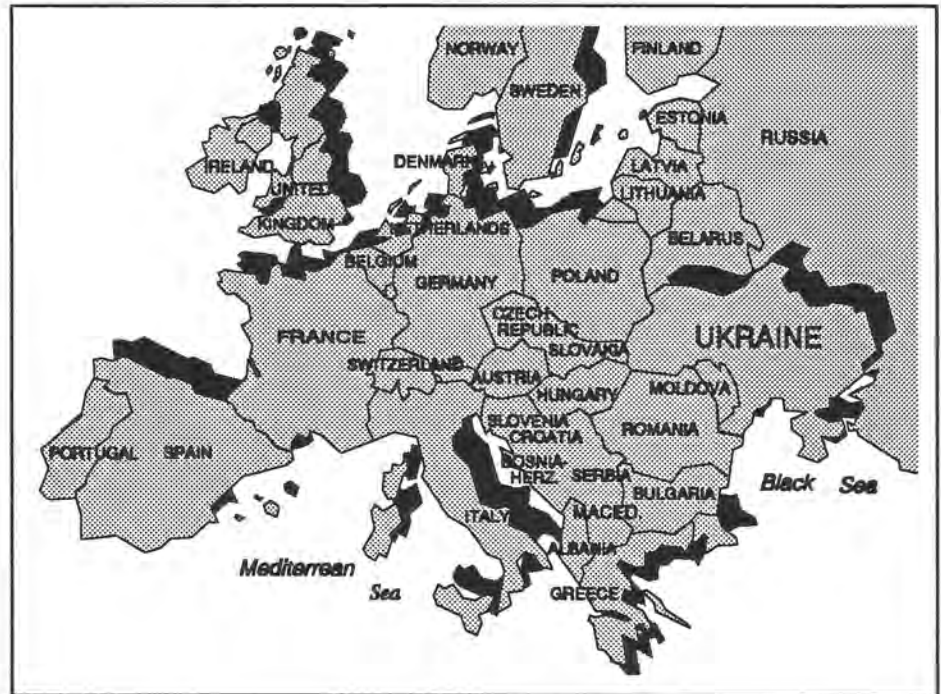 NORWAY
FINLAND
SWEDEN
ESTONIA
RUSSIA
IRELAND
DENMARK
LATVIA
UNITED
LITHUANIA
KINGDOM
NETHERLANDS
BELARUS
BELGIUM
GERMANY
POLAND
CZECH
REPUBLIC
FRANCE
UKRAINE
SLOVAKIA
SWITZERLAND
AUSTRIA
MOLDOVA
HUNGARY
SLOVENIA
CROATIA
ROMANIA
PORTUGAL
SPAIN
BOSNIA-
HERZ.
SERBIA
BULGARIA
Black Sea
ITALY
MACED.
ALBANIA
Mediterrean
Sea
GREECE